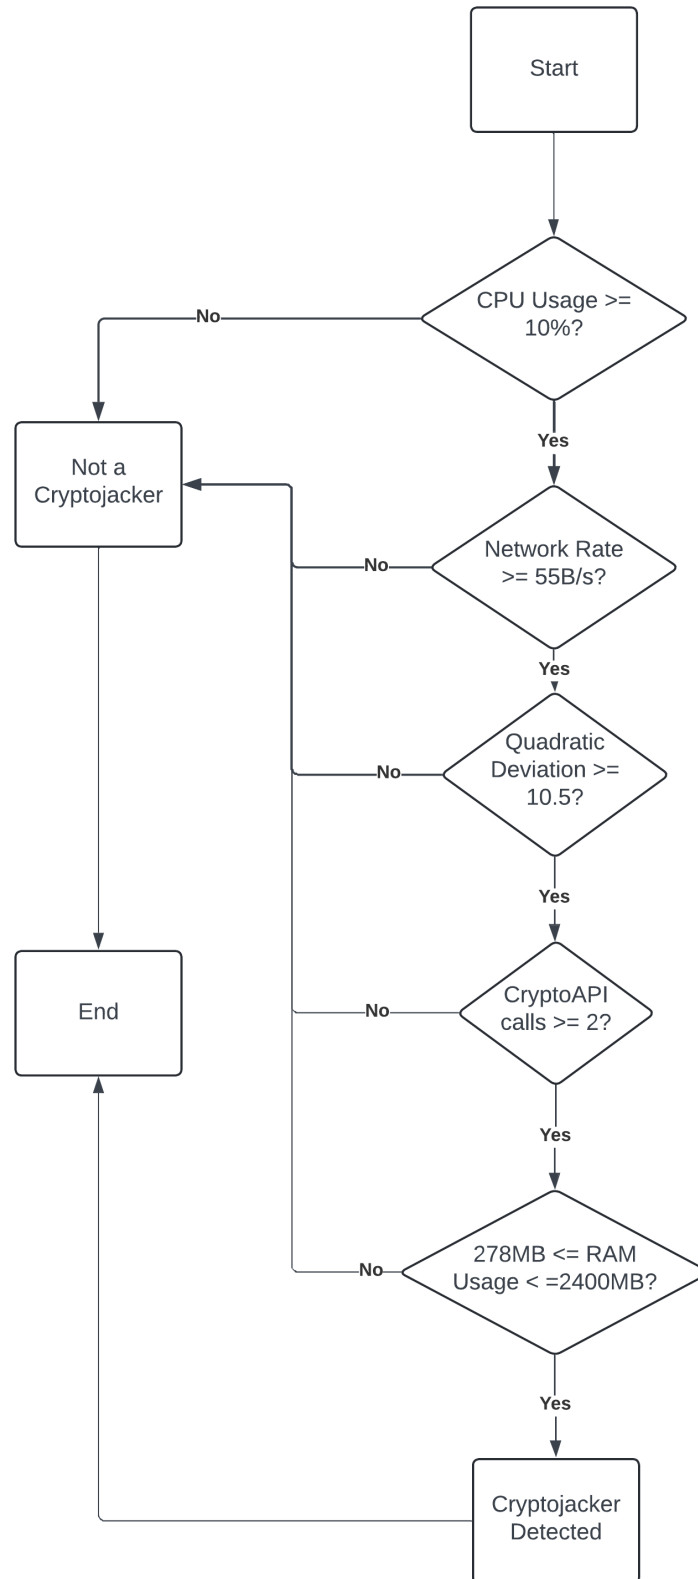 Start
CPU Usage >=
10%?
No
Yes
Not a
Cryptojacker
Network Rate
>= 55B/s?
No
Yes
Quadratic
Deviation >=
10.5?
No
Yes
CryptoAPI
calls >= 2?
No
End
Yes
278MB <= RAM
Usage < =2400MB?
No
Yes
Cryptojacker
Detected